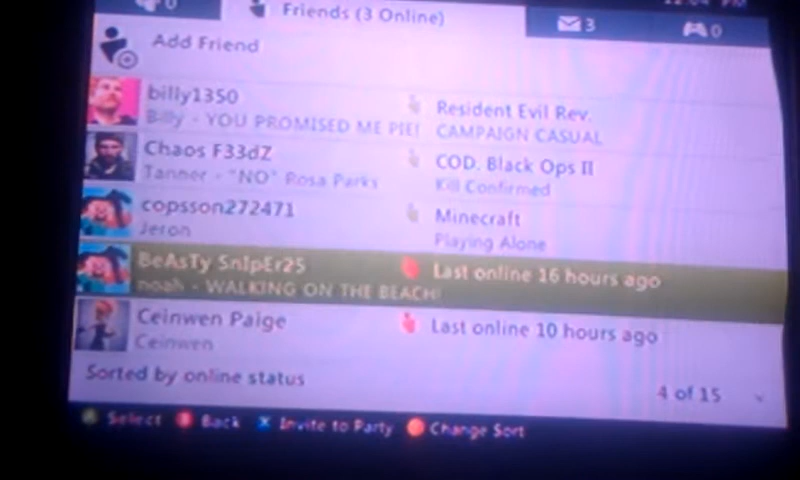 0
Friends (3 Online)
3
0
Add Friend
billy1350
Billy - YOU PROMISED ME PIE!
Resident Evil Rev.
CAMPAIGN CASUAL
Chaos F33dZ
Tanner - "NO" Rosa Parks
COD. Black Ops II
Kill Confirmed
copsson272471
Jeron
Minecraft
Playing Alone
BeAsTy SnIpEr25
noah - WALKING ON THE BEACH!
Last online 16 hours ago
Ceinwen Paige
Ceinwen
Last online 10 hours ago
Sorted by online status
4 of 15
A Select B Back X Invite to Party Change Sort